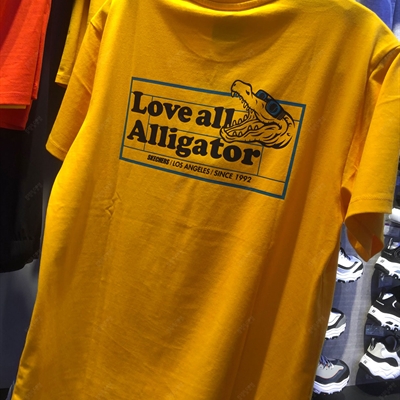 Love all
Alligator
SKECHERS / LOS ANGELES / SINCE 1992